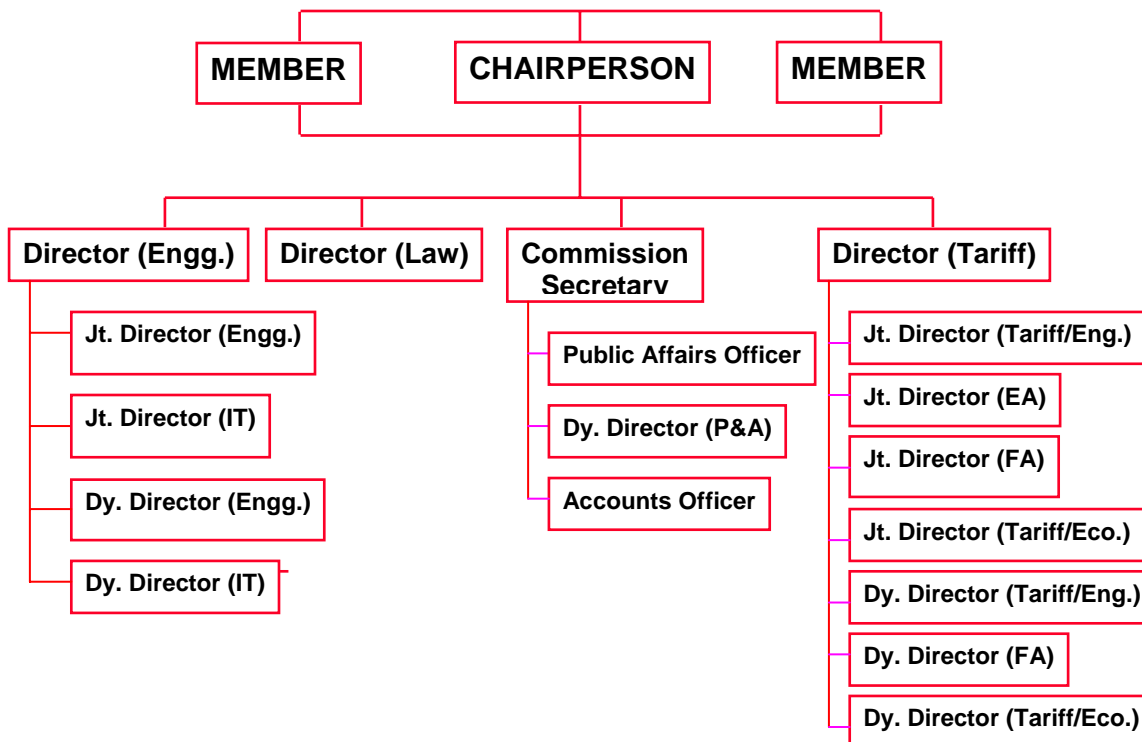 MEMBER
CHAIRPERSON
MEMBER
Director (Engg.)
Jt. Director (Engg.)
Jt. Director (IT)
Dy. Director (Engg.)
Dy. Director (IT)
Director (Law)
Commission
Secretary
Public Affairs Officer
Dy. Director (P&A)
Accounts Officer
Director (Tariff)
Jt. Director (Tariff/Eng.)
Jt. Director (EA)
Jt. Director (FA)
Jt. Director (Tariff/Eco.)
Dy. Director (Tariff/Eng.)
Dy. Director (FA)
Dy. Director (Tariff/Eco.)